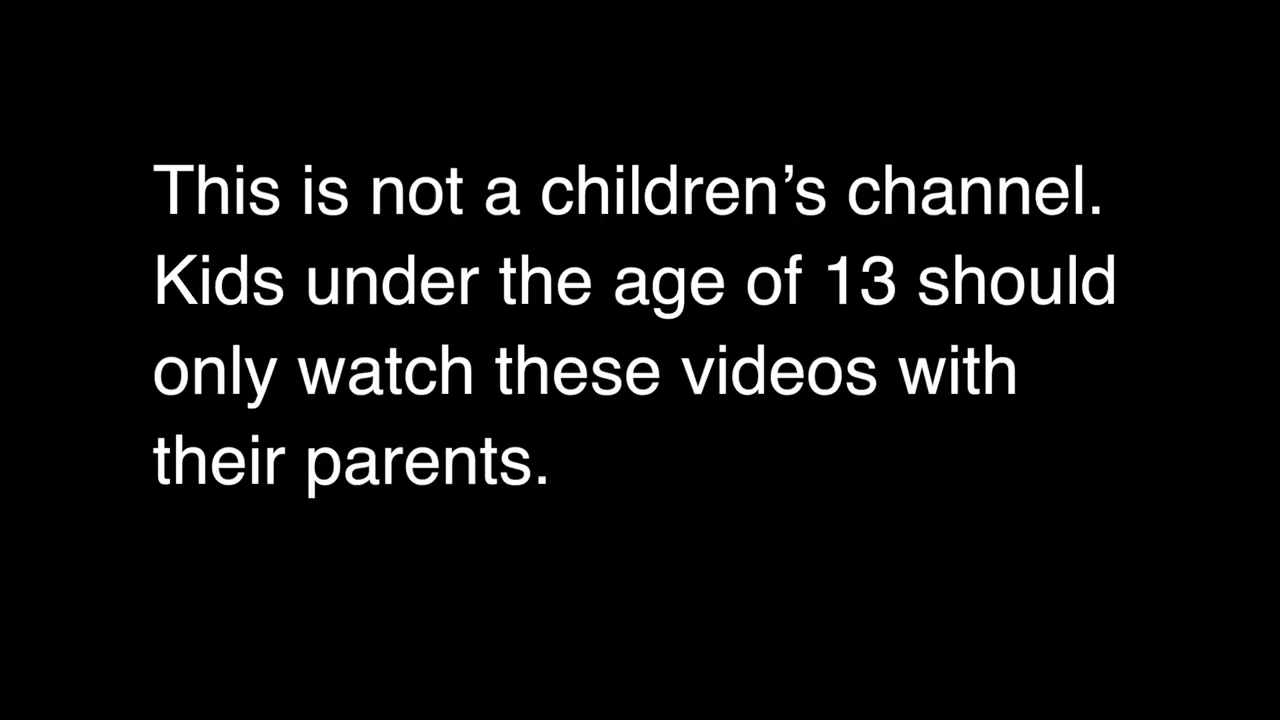 This is not a children’s channel.
Kids under the age of 13 should
only watch these videos with
their parents.